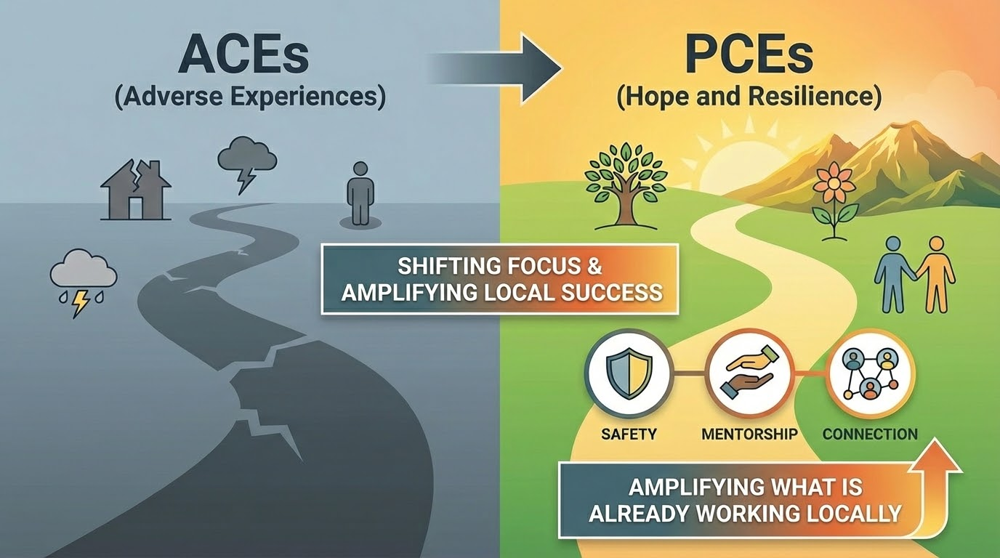 ACEs
(Adverse Experiences)
PCEs
(Hope and Resilience)
SHIFTING FOCUS &
AMPLIFYING LOCAL SUCCESS
SAFETY
MENTORSHIP
CONNECTION
AMPLIFYING WHAT IS
ALREADY WORKING LOCALLY